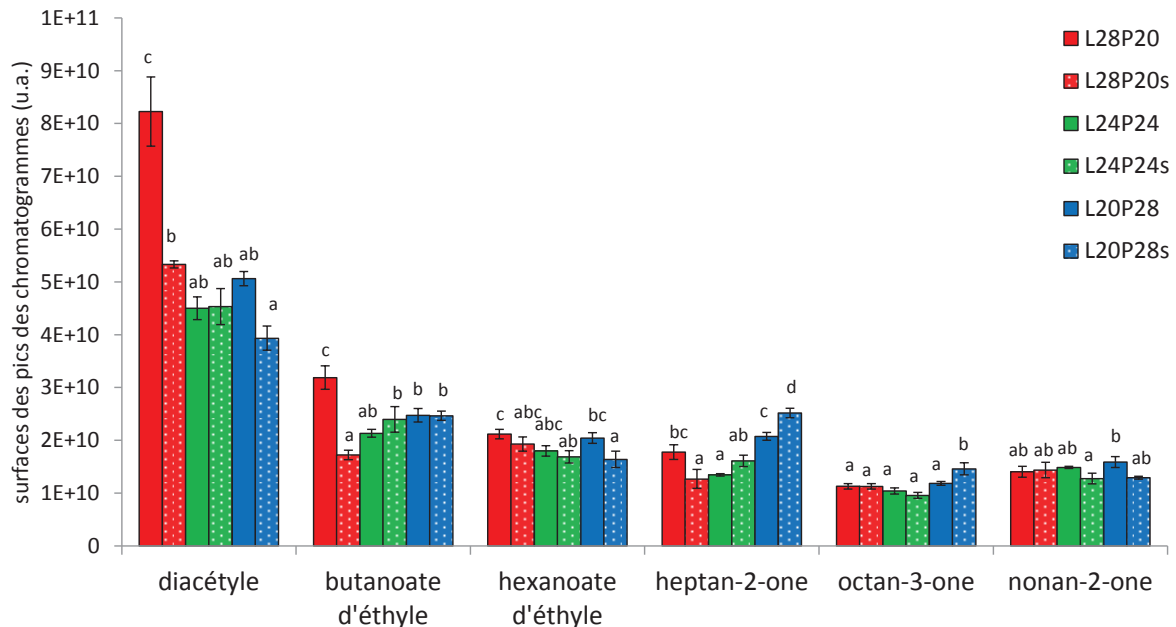 surfaces des pics des chromatogrammes (u.a.)
1E+11
9E+10
8E+10
7E+10
6E+10
5E+10
4E+10
3E+10
2E+10
1E+10
0
c
b
ab
ab
ab
a
c
a
ab
b
b
b
c
abc
abc
ab
bc
a
bc
a
a
ab
c
d
a
a
a
a
a
b
ab
ab
ab
a
b
ab
diacétyle
butanoate
d'éthyle
hexanoate
d'éthyle
heptan-2-one
octan-3-one
nonan-2-one
L28P20
L28P20s
L24P24
L24P24s
L20P28
L20P28s